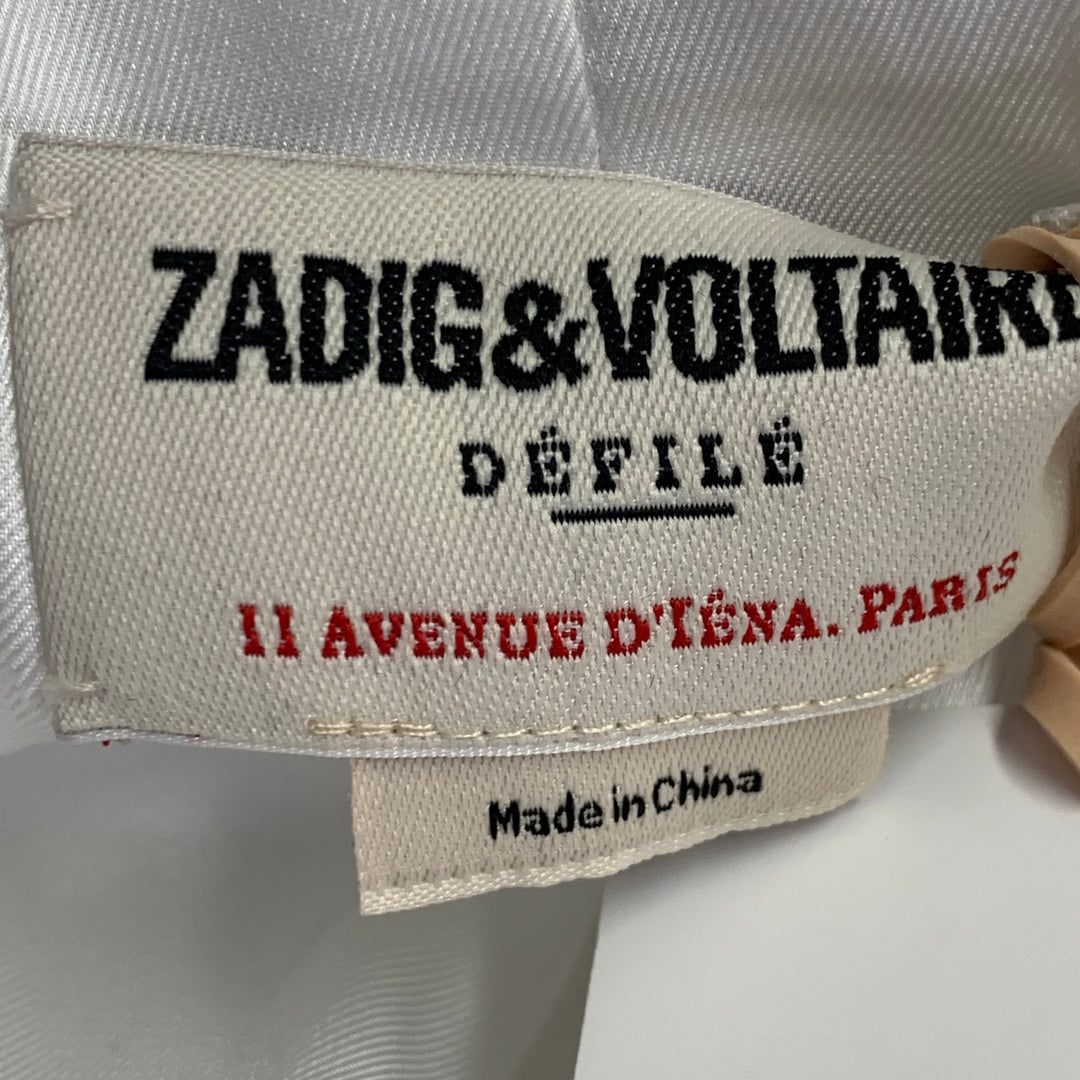 ZADIG&VOLTAIRE
DÉFILÉ
11 AVENUE D'IÉNA. PARIS
Made in China